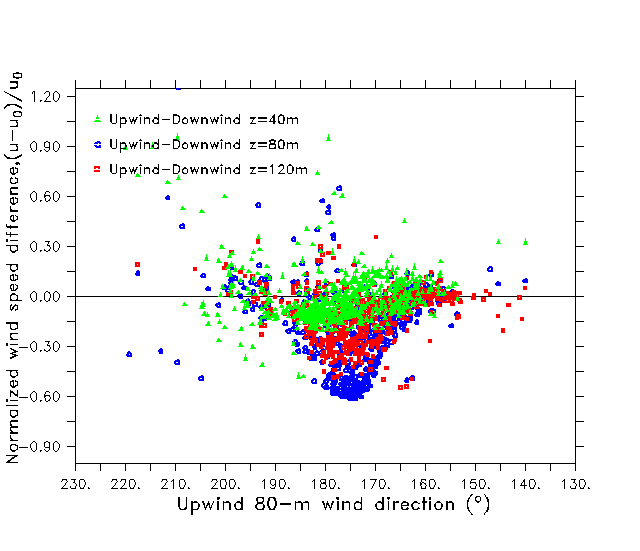 1.20
0.90
0.60
0.30
0.00
-0.30
-0.60
-0.90
Normalized wind speed difference,(u-u0)/u0
Upwind-Downwind z=40m
Upwind-Downwind z=80m
Upwind-Downwind z=120m
230. 220. 210. 200. 190. 180. 170. 160. 150. 140. 130.
Upwind 80-m wind direction (°)